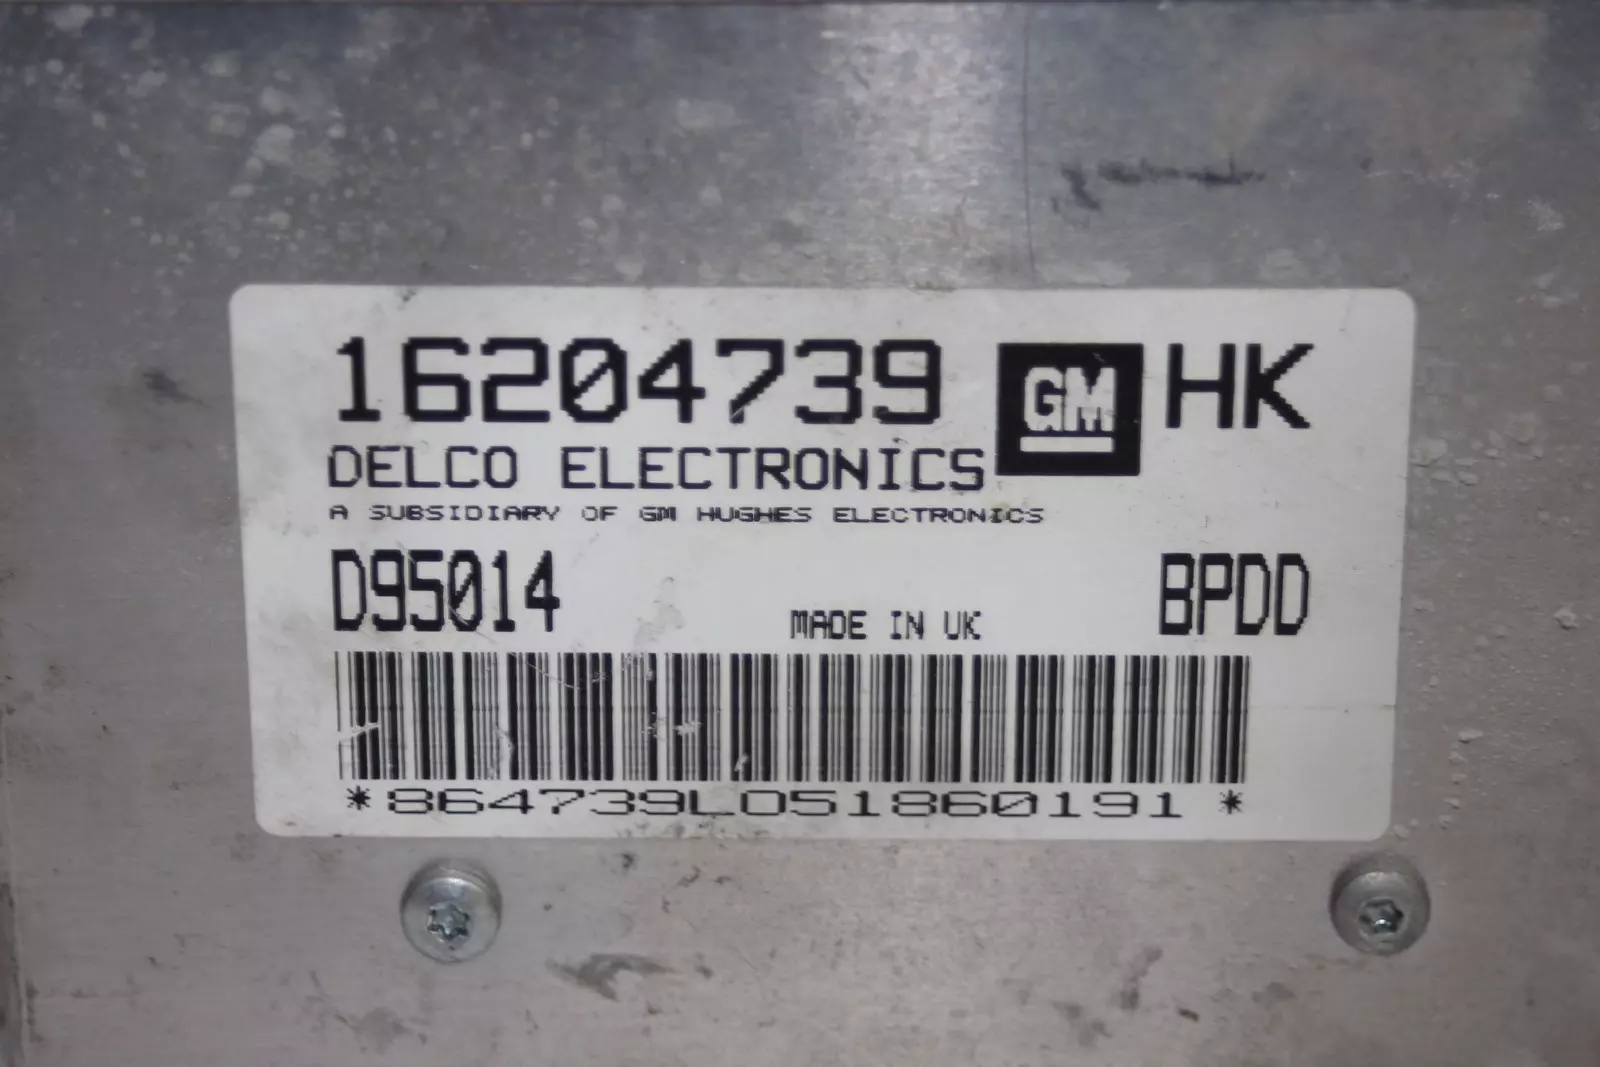 16204739 GM HK
DELCO ELECTRONICS
A SUBSIDIARY OF GM HUGHES ELECTRONICS
D95014 MADE IN UK BPDD
*864739L051860191*